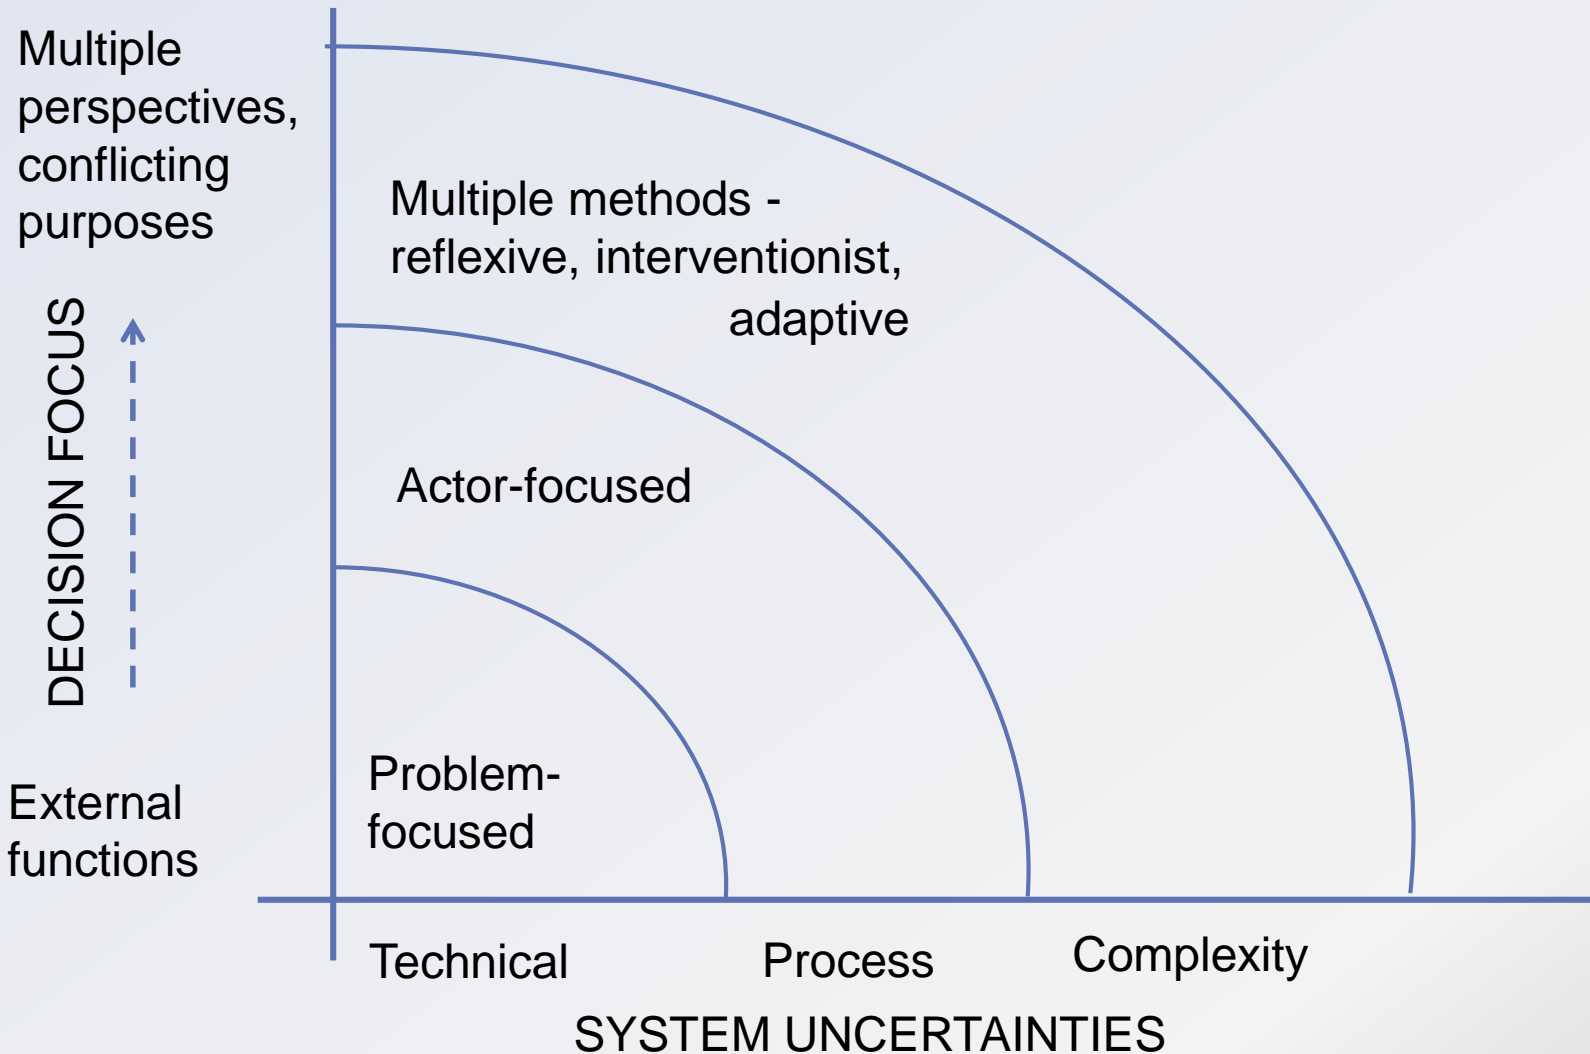 Multiple
perspectives,
conflicting
purposes
Multiple methods -
reflexive, interventionist,
adaptive
DECISION FOCUS
Actor-focused
Problem-
focused
External
functions
Technical
Process
Complexity
SYSTEM UNCERTAINTIES